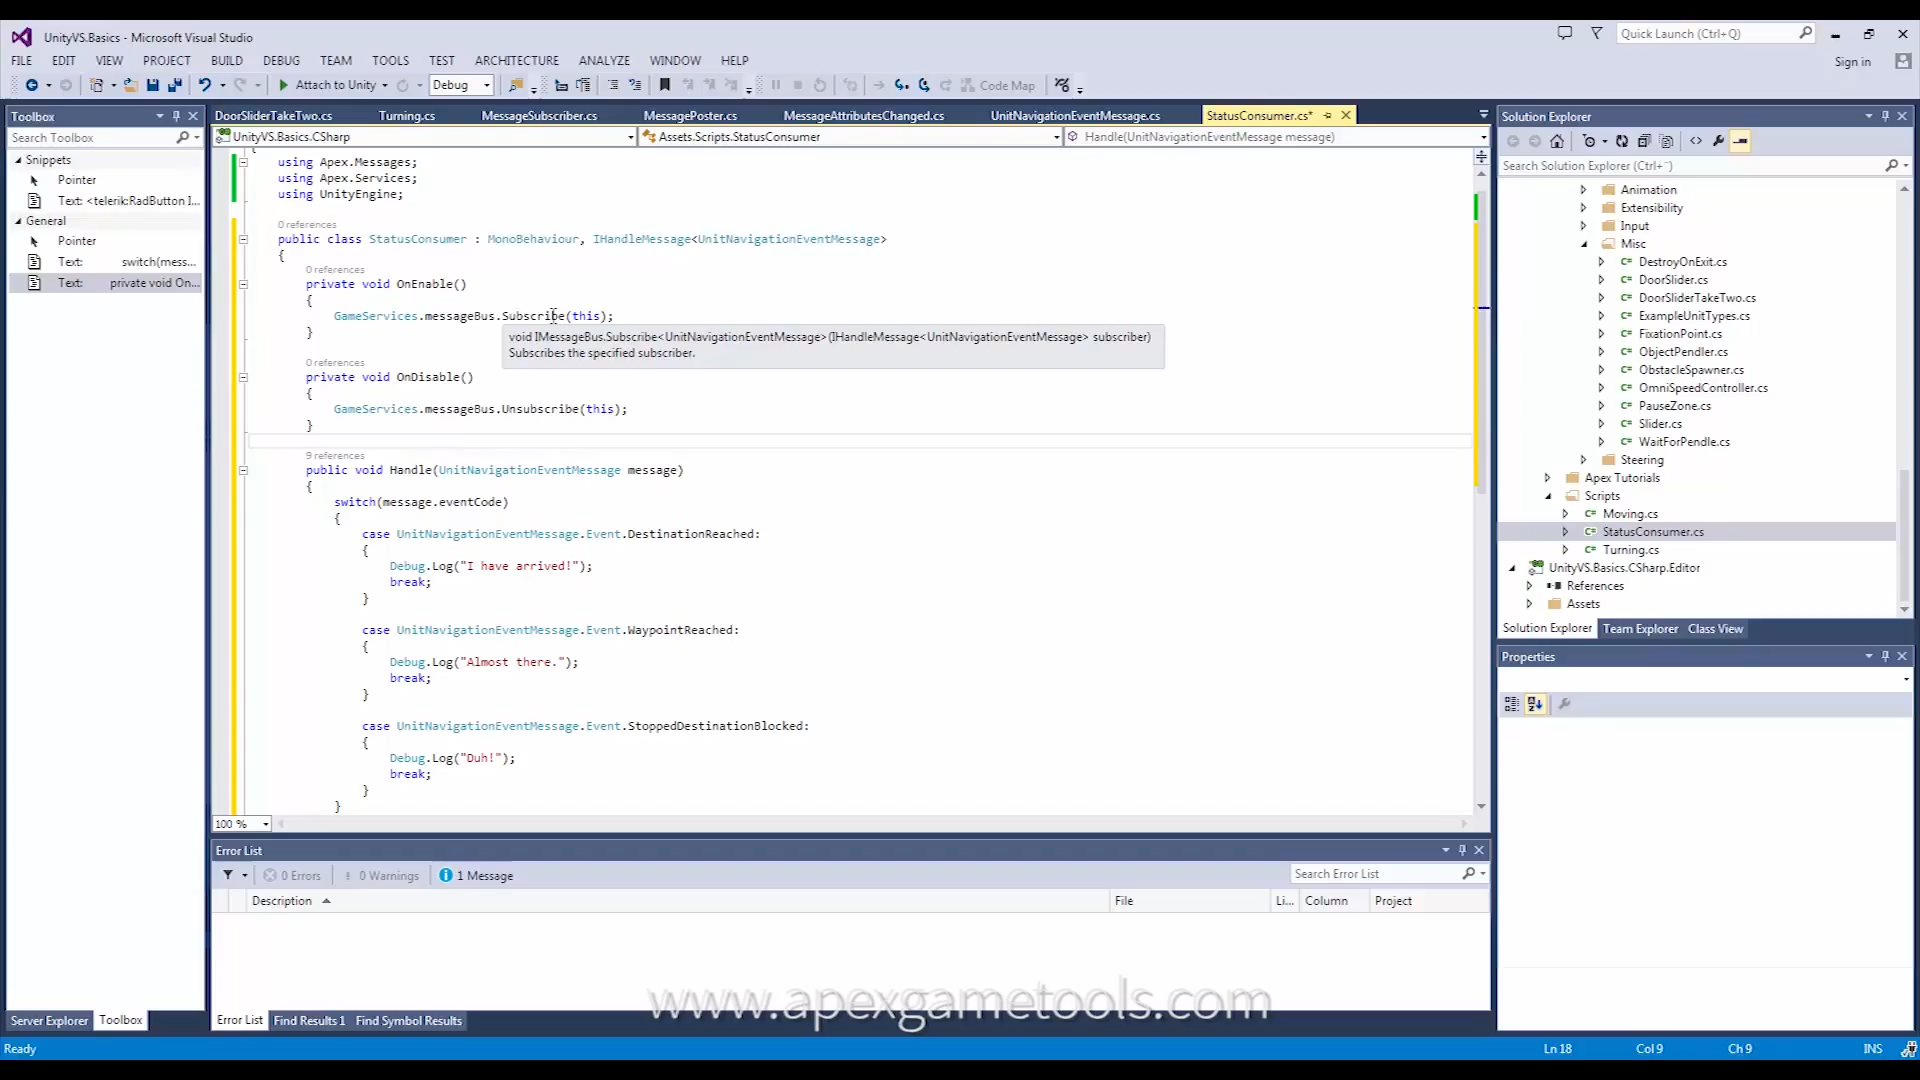 UnityVS.Basics - Microsoft Visual Studio
Quick Launch (Ctrl+Q)
FILE EDIT VIEW PROJECT BUILD DEBUG TEAM TOOLS TEST ARCHITECTURE ANALYZE WINDOW HELP
Sign in
Attach to Unity
Debug
Code Map
Toolbox
Search Toolbox
Snippets
Pointer
Text: <telerik:RadButton I...
General
Pointer
Text: switch(mess...
Text: private void On...
Server Explorer
Toolbox
DoorSliderTakeTwo.cs
Turning.cs
MessageSubscriber.cs
MessagePoster.cs
MessageAttributesChanged.cs
UnitNavigationEventMessage.cs
StatusConsumer.cs*
UnityVS.Basics.CSharp
Assets.Scripts.StatusConsumer
Handle(UnitNavigationEventMessage message)
using Apex.Messages;
using Apex.Services;
using UnityEngine;
0 references
public class StatusConsumer : MonoBehaviour, IHandleMessage<UnitNavigationEventMessage>
{
0 references
private void OnEnable()
{
GameServices.messageBus.Subscribe(this);
}
void IMessageBus.Subscribe<UnitNavigationEventMessage>(IHandleMessage<UnitNavigationEventMessage> subscriber)
Subscribes the specified subscriber.
0 references
private void OnDisable()
{
GameServices.messageBus.Unsubscribe(this);
}
9 references
public void Handle(UnitNavigationEventMessage message)
{
switch(message.eventCode)
{
case UnitNavigationEventMessage.Event.DestinationReached:
{
Debug.Log("I have arrived!");
break;
}
case UnitNavigationEventMessage.Event.WaypointReached:
{
Debug.Log("Almost there.");
break;
}
case UnitNavigationEventMessage.Event.StoppedDestinationBlocked:
{
Debug.Log("Duh!");
break;
}
}
100 %
Error List
0 Errors
0 Warnings
1 Message
Search Error List
Description
File
Li...
Column
Project
www.apexgametools.com
Error List
Find Results 1
Find Symbol Results
Solution Explorer
Search Solution Explorer (Ctrl+¨)
Animation
Extensibility
Input
Misc
DestroyOnExit.cs
DoorSlider.cs
DoorSliderTakeTwo.cs
ExampleUnitTypes.cs
FixationPoint.cs
ObjectPendler.cs
ObstacleSpawner.cs
OmniSpeedController.cs
PauseZone.cs
Slider.cs
WaitForPendle.cs
Steering
Apex Tutorials
Scripts
Moving.cs
StatusConsumer.cs
Turning.cs
UnityVS.Basics.CSharp.Editor
References
Assets
Solution Explorer
Team Explorer
Class View
Properties
Ready
Ln 18
Col 9
Ch 9
INS